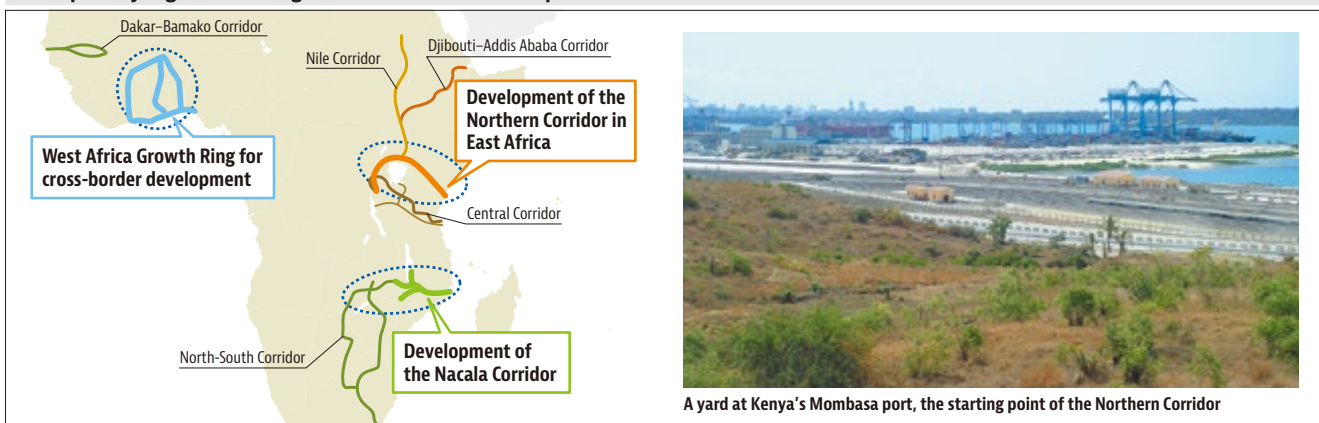 Dakar–Bamako Corridor
Nile Corridor
Djibouti–Addis Ababa Corridor
Development of the
Northern Corridor in
East Africa
West Africa Growth Ring for
cross-border development
Central Corridor
North-South Corridor
Development of
the Nacala Corridor
A yard at Kenya's Mombasa port, the starting point of the Northern Corridor